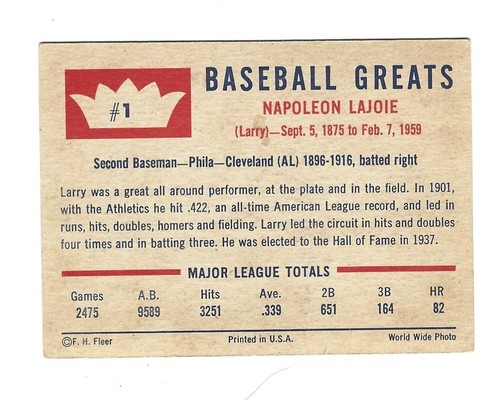 #1
BASEBALL GREATS
NAPOLEON LAJOIE
(Larry)—Sept. 5, 1875 to Feb. 7, 1959
Second Baseman—Phila—Cleveland (AL) 1896-1916, batted right
Larry was a great all around performer, at the plate and in the field. In 1901,
with the Athletics he hit .422, an all-time American League record, and led in
runs, hits, doubles, homers and fielding. Larry led the circuit in hits and doubles
four times and in batting three. He was elected to the Hall of Fame in 1937.
MAJOR LEAGUE TOTALS
Games A.B. Hits Ave. 2B 3B HR
2475 9589 3251 .339 651 164 82
©F. H. Fleer Printed in U.S.A. World Wide Photo